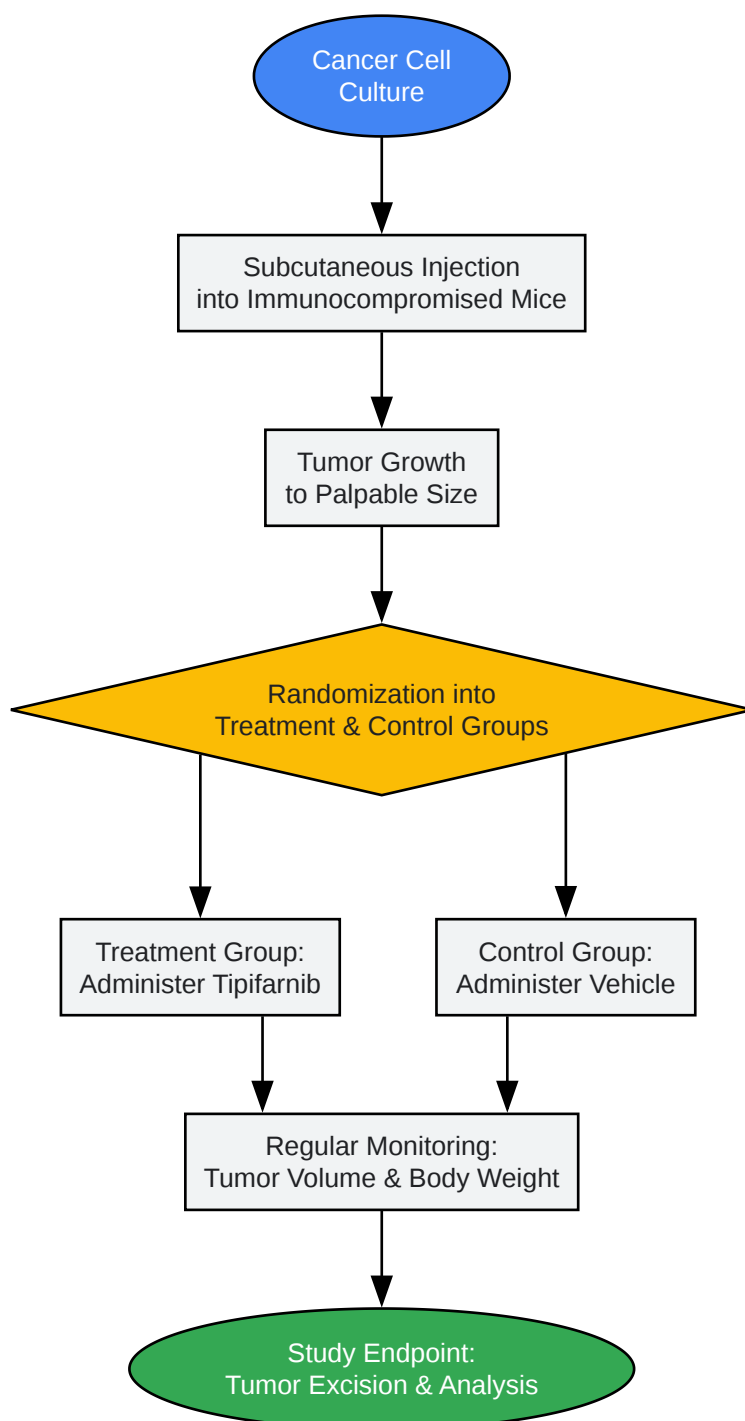 Cancer Cell
Culture
Subcutaneous Injection
into Immunocompromised Mice
Tumor Growth
to Palpable Size
Randomization into
Treatment & Control Groups
Treatment Group:
Administer Tipifarnib
Control Group:
Administer Vehicle
Regular Monitoring:
Tumor Volume & Body Weight
Study Endpoint:
Tumor Excision & Analysis